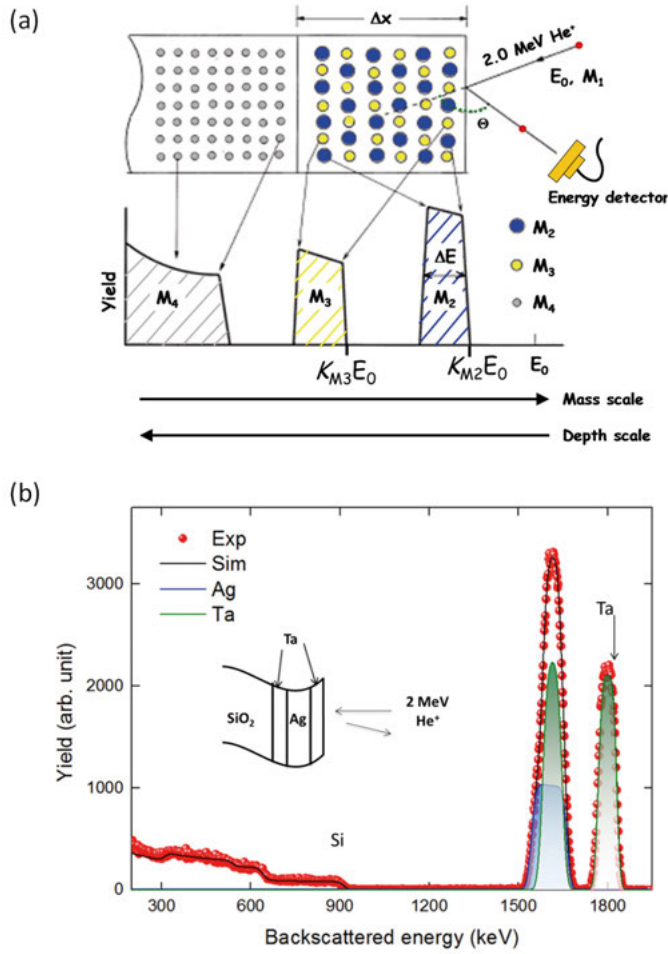 (a)
Δx
2.0 MeV He⁺
E₀, M₁
Θ
Energy detector
Yield
M₄
M₃
ΔE
M₂
M₂
M₃
M₄
K_M3E₀
K_M2E₀
E₀
Mass scale
Depth scale
(b)
Exp
Sim
Ag
Ta
Ta
Ta
SiO₂
Ag
2 MeV
He⁺
Si
Yield (arb. unit)
3000
2000
1000
0
300
600
900
1200
1500
1800
Backscattered energy (keV)